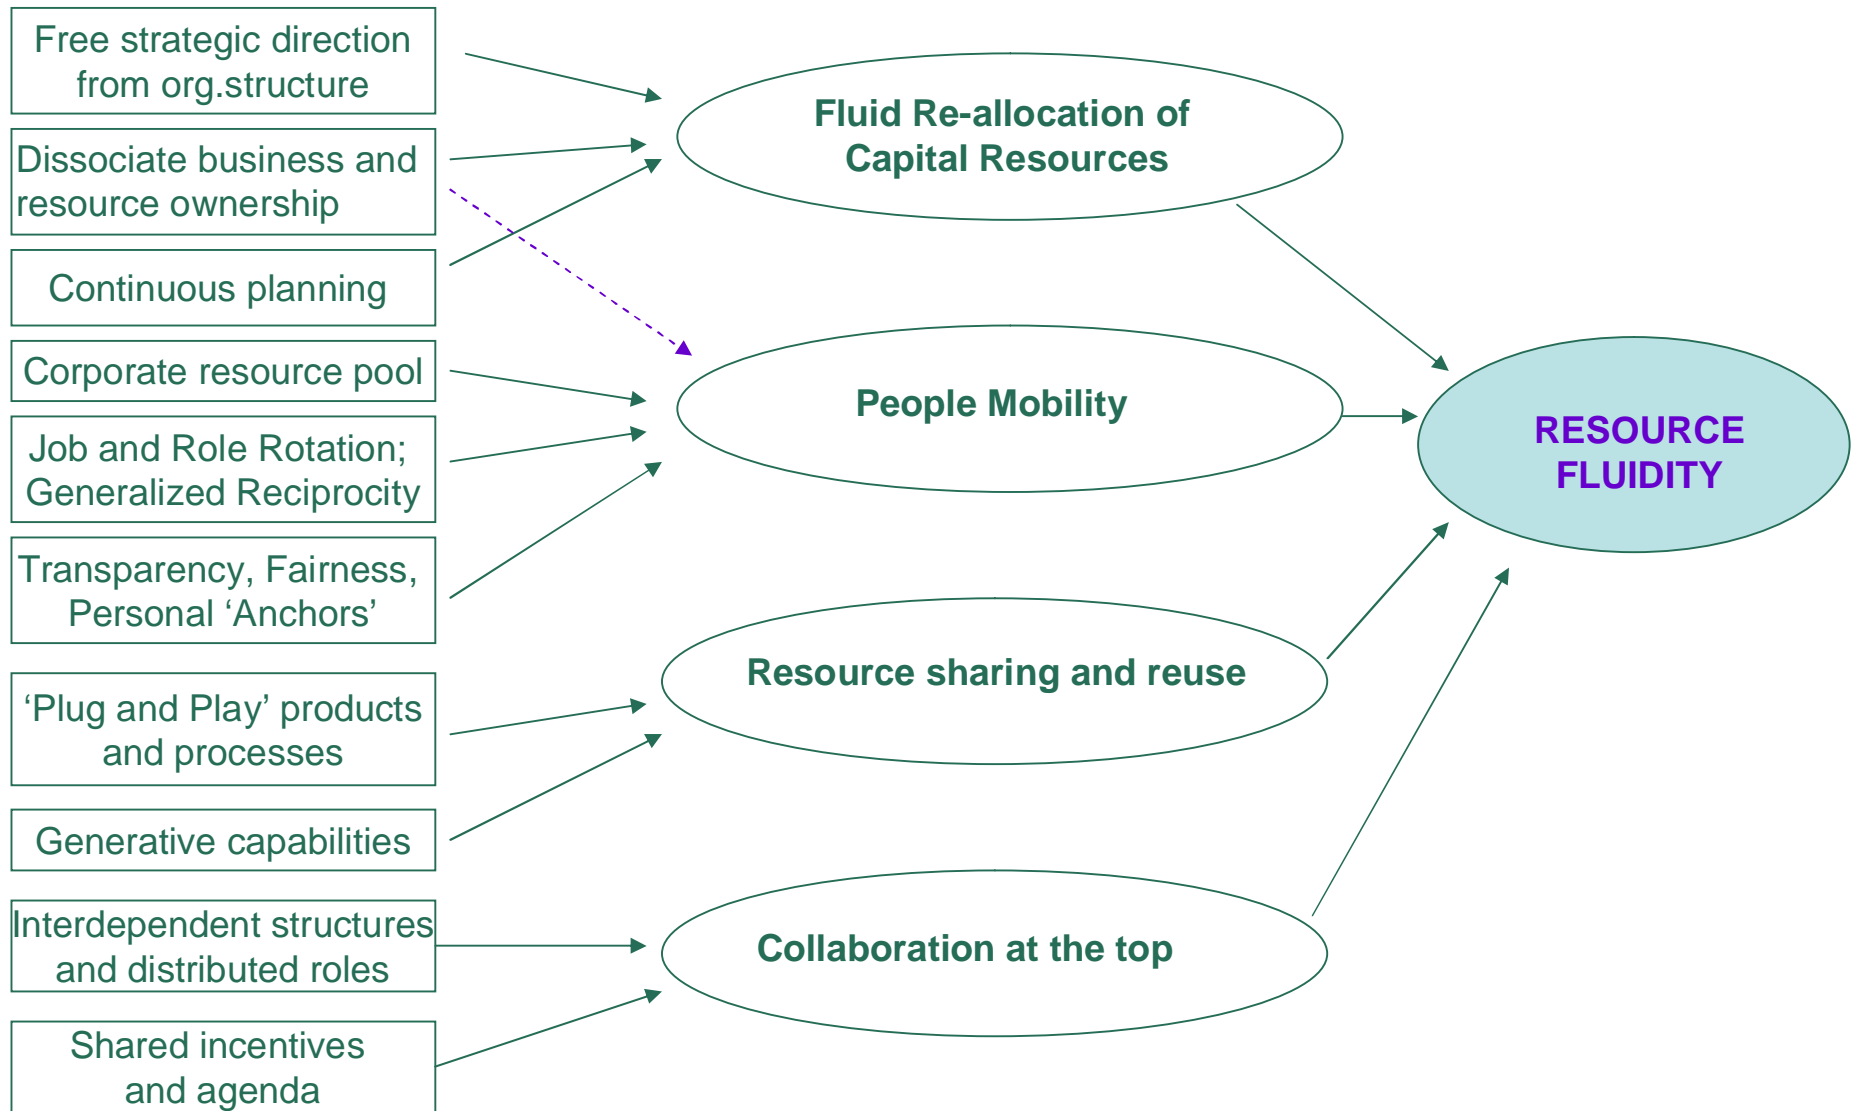 Free strategic direction
from org.structure
Dissociate business and
resource ownership
Continuous planning
Corporate resource pool
Job and Role Rotation;
Generalized Reciprocity
Transparency, Fairness,
Personal ‘Anchors’
‘Plug and Play’ products
and processes
Generative capabilities
Interdependent structures
and distributed roles
Shared incentives
and agenda
Fluid Re-allocation of
Capital Resources
People Mobility
Resource sharing and reuse
Collaboration at the top
RESOURCE
FLUIDITY